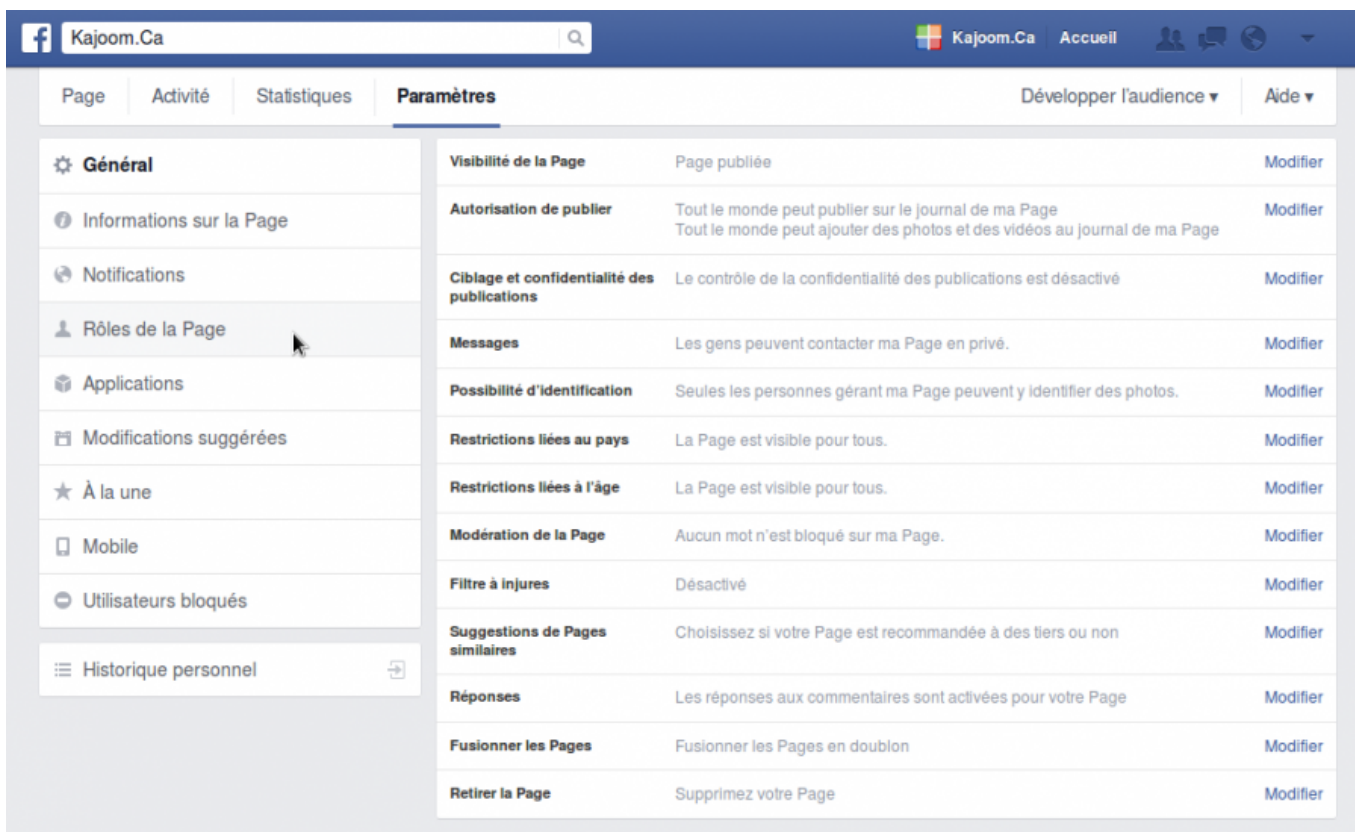 Kajoom.Ca
Kajoom.Ca Accueil
Page Activité Statistiques Paramètres Développer l'audience Aide
Général
Informations sur la Page
Notifications
Rôles de la Page
Applications
Modifications suggérées
À la une
Mobile
Utilisateurs bloqués
Historique personnel
Visibilité de la Page Page publiée Modifier
Autorisation de publier Tout le monde peut publier sur le journal de ma Page Modifier
Tout le monde peut ajouter des photos et des vidéos au journal de ma Page
Ciblage et confidentialité des Le contrôle de la confidentialité des publications est désactivé Modifier
publications
Messages Les gens peuvent contacter ma Page en privé. Modifier
Possibilité d'identification Seules les personnes gérant ma Page peuvent y identifier des photos. Modifier
Restrictions liées au pays La Page est visible pour tous. Modifier
Restrictions liées à l'âge La Page est visible pour tous. Modifier
Modération de la Page Aucun mot n'est bloqué sur ma Page. Modifier
Filtre à injures Désactivé Modifier
Suggestions de Pages Choisissez si votre Page est recommandée à des tiers ou non Modifier
similaires
Réponses Les réponses aux commentaires sont activées pour votre Page Modifier
Fusionner les Pages Fusionner les Pages en doublon Modifier
Retirer la Page Supprimez votre Page Modifier